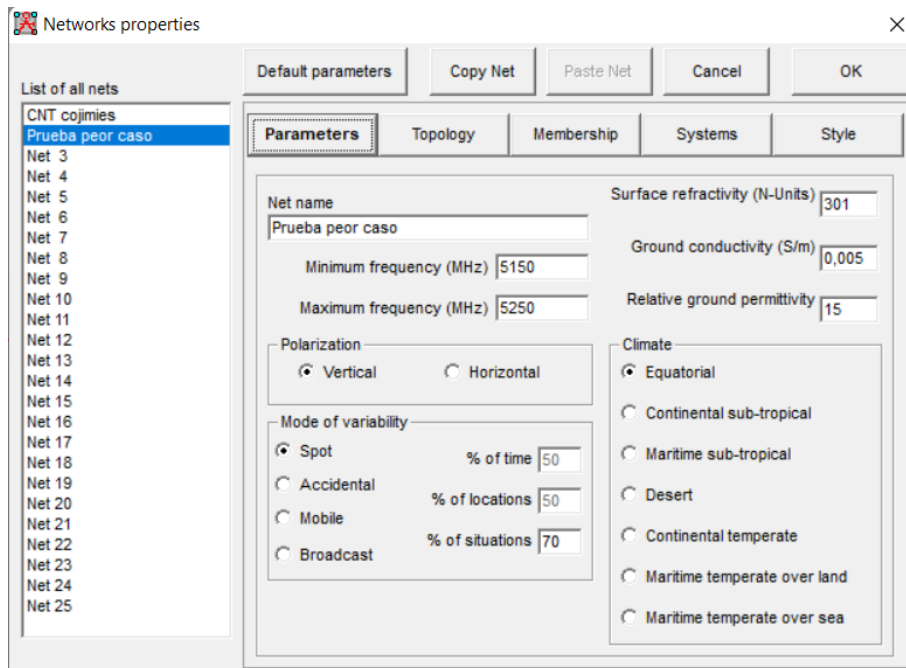 Networks properties
Default parameters
Copy Net
Paste Net
Cancel
OK
List of all nets
CNT cojimies
Prueba peor caso
Net 3
Net 4
Net 5
Net 6
Net 7
Net 8
Net 9
Net 10
Net 11
Net 12
Net 13
Net 14
Net 15
Net 16
Net 17
Net 18
Net 19
Net 20
Net 21
Net 22
Net 23
Net 24
Net 25
Parameters
Topology
Membership
Systems
Style
Net name
Prueba peor caso
Minimum frequency (MHz) 5150
Maximum frequency (MHz) 5250
Surface refractivity (N-Units) 301
Ground conductivity (S/m) 0,005
Relative ground permittivity 15
Polarization
Vertical
Horizontal
Mode of variability
Spot
Accidental
Mobile
Broadcast
% of time 50
% of locations 50
% of situations 70
Climate
Equatorial
Continental sub-tropical
Maritime sub-tropical
Desert
Continental temperate
Maritime temperate over land
Maritime temperate over sea